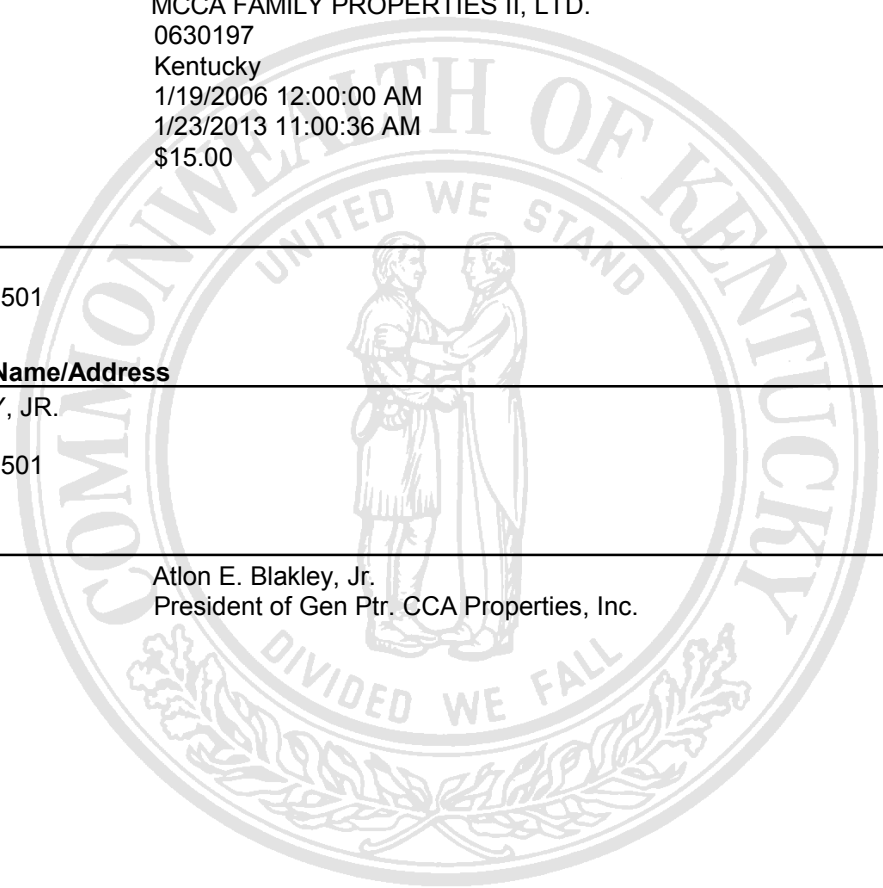 MCCA FAMILY PROPERTIES II, LTD.
0630197
Kentucky
1/19/2006 12:00:00 AM
1/23/2013 11:00:36 AM
$15.00
COMMONWEALTH OF KENTUCKY
UNITED WE STAND
501
Name/Address
Y, JR.
501
Atlon E. Blakley, Jr.
President of Gen Ptr. CCA Properties, Inc.
DIVIDED WE FALL